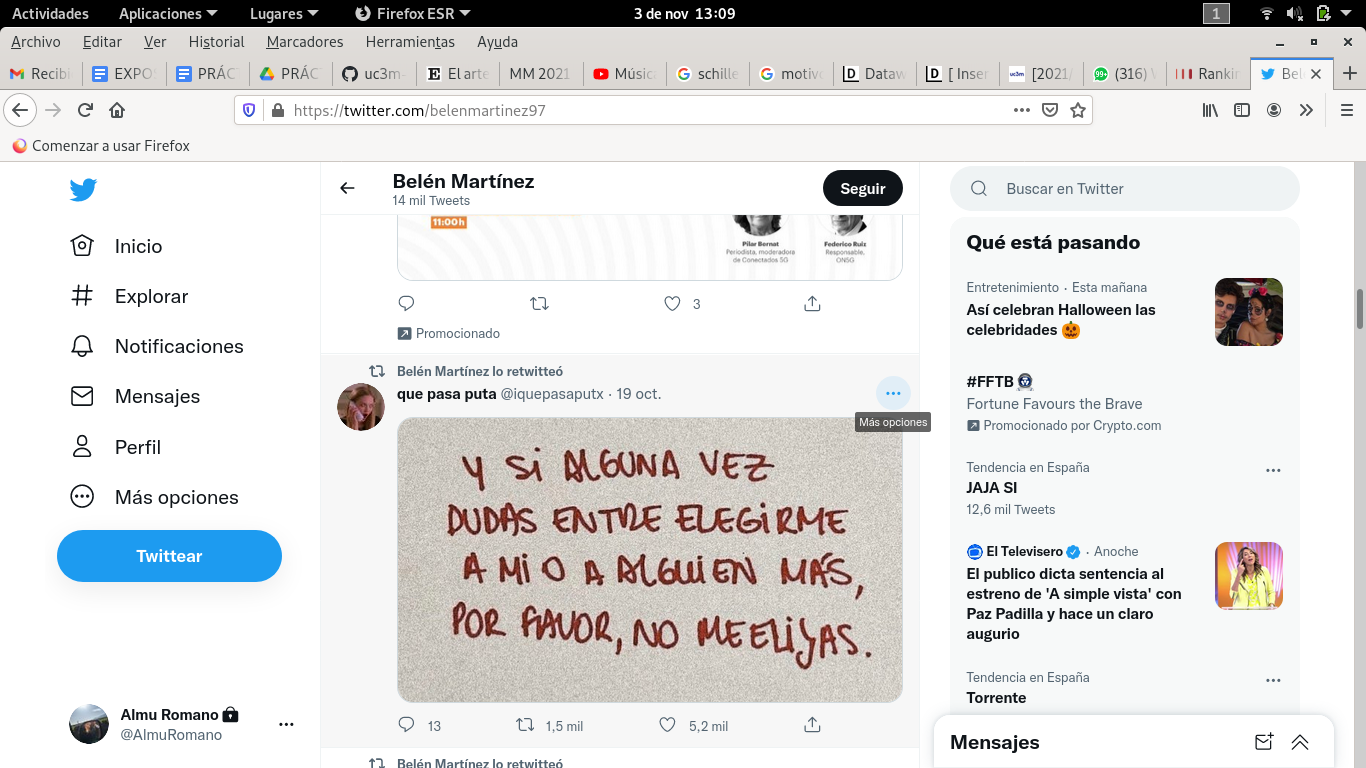 Actividades Aplicaciones Lugares Firefox ESR 3 de nov 13:09 1
Archivo Editar Ver Historial Marcadores Herramientas Ayuda
Recibi EXPO PRÁC PRÁC uc3m- El arte MM 2021 Músic schille motivo Dataw [ Inser [2021/ (316) Rankin Bel
https://twitter.com/belenmartinez97
Comenzar a usar Firefox
Inicio
Explorar
Notificaciones
Mensajes
Perfil
Más opciones
Twittear
Almu Romano
@AlmuRomano
Belén Martínez
14 mil Tweets
Seguir
11:00h
Pilar Bernat
Periodista, moderadora
de Conectados 5G
Federico Ruiz
Responsable,
ON5G
3
Promocionado
Belén Martínez lo retwitteó
que pasa puta @iquepasaputx · 19 oct.
Más opciones
Y SI ALGUNA VEZ
DUDAS ENTRE ELEGIRME
A MI O A ALGUIEN MÁS,
POR FAVOR, NO ME ELIJAS.
13 1,5 mil 5,2 mil
Belén Martínez lo retwitteó
Buscar en Twitter
Qué está pasando
Entretenimiento · Esta mañana
Así celebran Halloween las
celebridades 🎃
#FFTB
Fortune Favours the Brave
Promocionado por Crypto.com
Tendencia en España
JAJA SI
12,6 mil Tweets
El Televisero · Anoche
El publico dicta sentencia al
estreno de 'A simple vista' con
Paz Padilla y hace un claro
augurio
Tendencia en España
Torrente
Mensajes